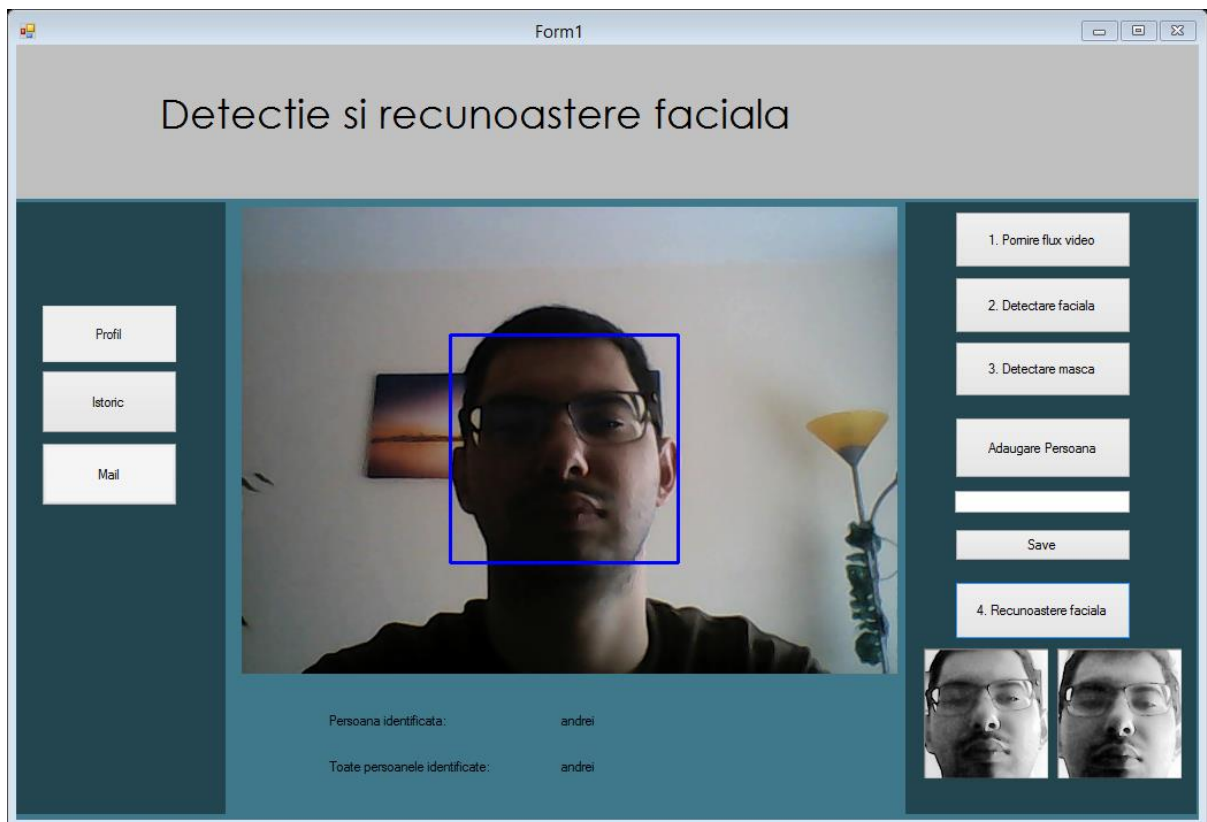 Form1
Detectie si recunoastere faciala
Profil
Istoric
Mail
1. Pornire flux video
2. Detectare faciala
3. Detectare masca
Adaugare Persoana
Save
4. Recunoastere faciala
Persoana identificata: andrei
Toate persoanele identificate: andrei